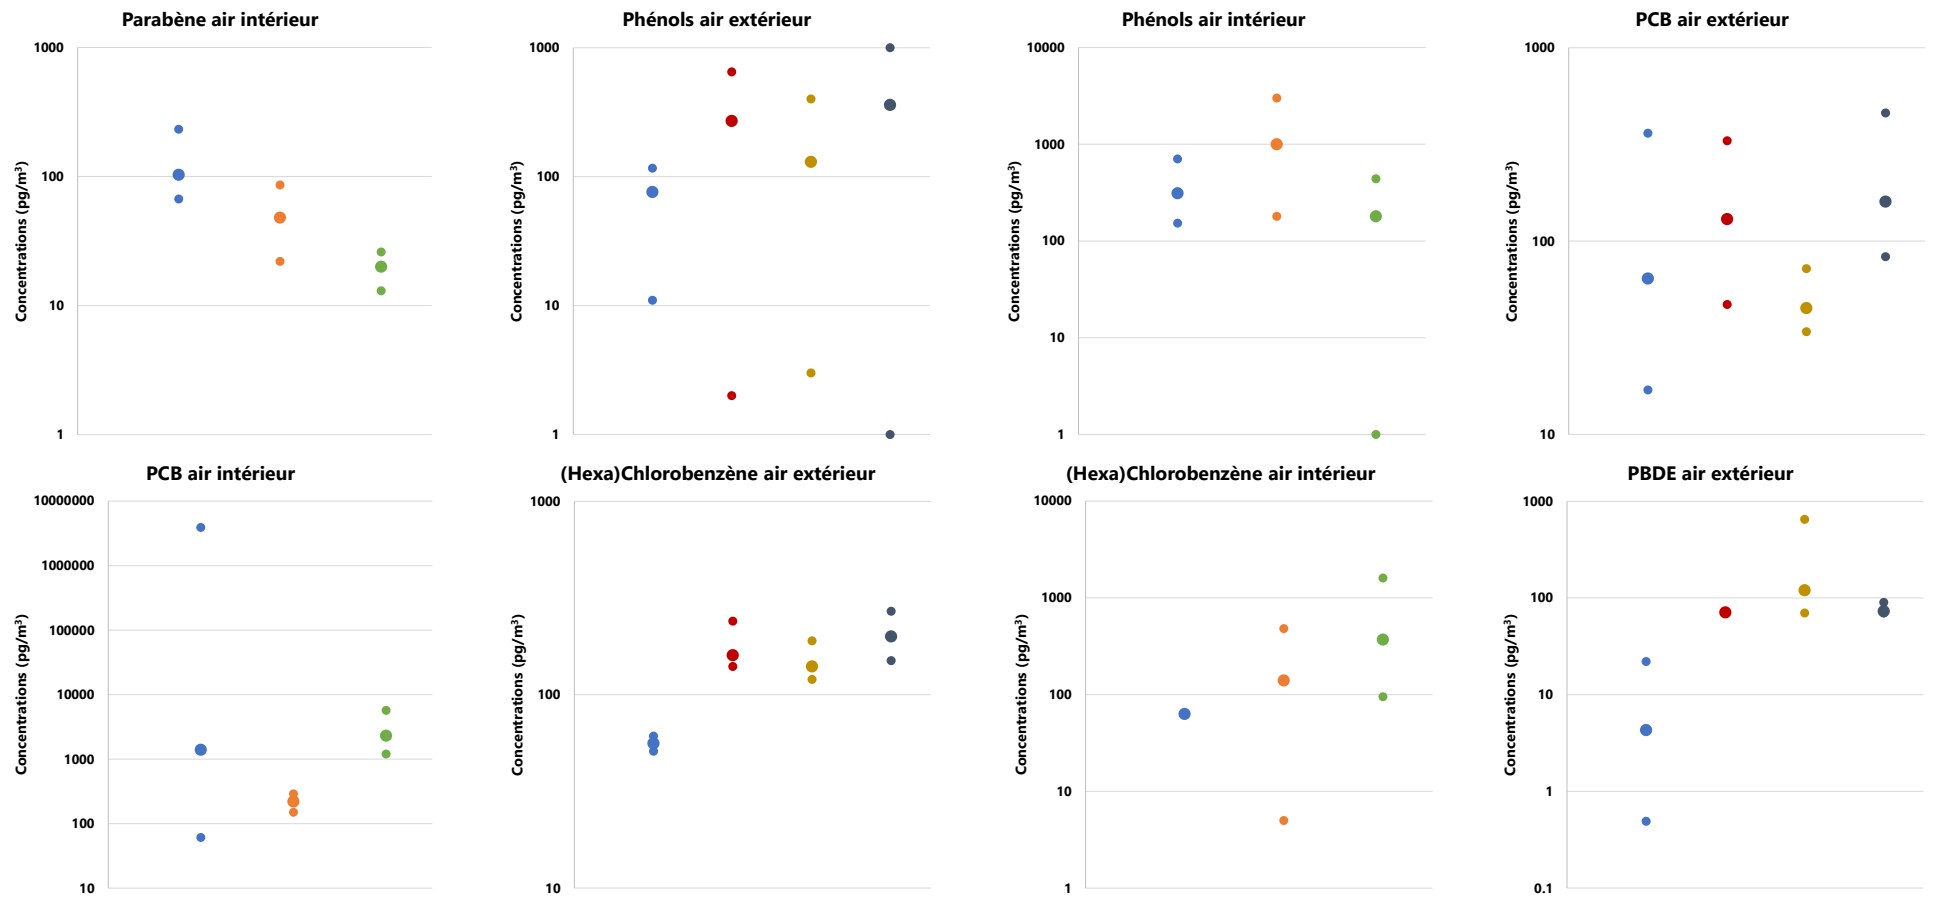 Parabène air intérieur
Concentrations (pg/m³)
1000
100
10
1
Phénols air extérieur
Concentrations (pg/m³)
1000
100
10
1
Phénols air intérieur
Concentrations (pg/m³)
10000
1000
100
10
1
PCB air extérieur
Concentrations (pg/m³)
1000
100
10
PCB air intérieur
Concentrations (pg/m³)
10000000
1000000
100000
10000
1000
100
10
(Hexa)Chlorobenzène air extérieur
Concentrations (pg/m³)
1000
100
10
(Hexa)Chlorobenzène air intérieur
Concentrations (pg/m³)
10000
1000
100
10
1
PBDE air extérieur
Concentrations (pg/m³)
1000
100
10
1
0.1